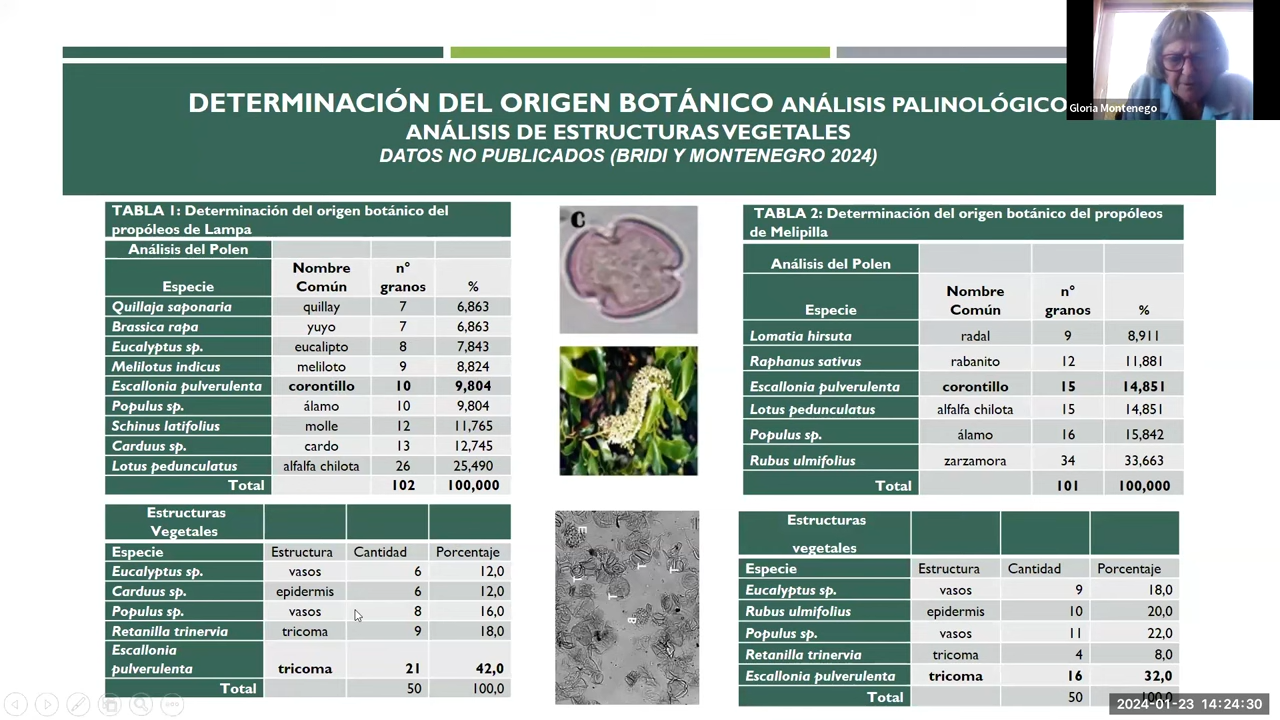 DETERMINACIÓN DEL ORIGEN BOTÁNICO ANÁLISIS PALINOLÓGICO
ANÁLISIS DE ESTRUCTURAS VEGETALES
DATOS NO PUBLICADOS (BRIDI Y MONTENEGRO 2024)
Gloria Montenego
TABLA 1: Determinación del origen botánico del
propóleos de Lampa
Análisis del Polen
Especie Nombre Común n° granos %
Quillaja saponaria quillay 7 6,863
Brassica rapa yuyo 7 6,863
Eucalyptus sp. eucalipto 8 7,843
Melilotus indicus meliloto 9 8,824
Escallonia pulverulenta corontillo 10 9,804
Populus sp. álamo 10 9,804
Schinus latifolius molle 12 11,765
Carduus sp. cardo 13 12,745
Lotus pedunculatus alfalfa chilota 26 25,490
Total 102 100,000
Estructuras
Vegetales
Especie Estructura Cantidad Porcentaje
Eucalyptus sp. vasos 6 12,0
Carduus sp. epidermis 6 12,0
Populus sp. vasos 8 16,0
Retanilla trinervia tricoma 9 18,0
Escallonia
pulverulenta tricoma 21 42,0
Total 50 100,0
C
E
T
T
T
B
TABLA 2: Determinación del origen botánico del propóleos
de Melipilla
Análisis del Polen
Especie Nombre Común n° granos %
Lomatia hirsuta radal 9 8,911
Raphanus sativus rabanito 12 11,881
Escallonia pulverulenta corontillo 15 14,851
Lotus pedunculatus alfalfa chilota 15 14,851
Populus sp. álamo 16 15,842
Rubus ulmifolius zarzamora 34 33,663
Total 101 100,000
Estructuras
vegetales
Especie Estructura Cantidad Porcentaje
Eucalyptus sp. vasos 9 18,0
Rubus ulmifolius epidermis 10 20,0
Populus sp. vasos 11 22,0
Retanilla trinervia tricoma 4 8,0
Escallonia pulverulenta tricoma 16 32,0
Total 50 100,0
2024-01-23 14:24:30